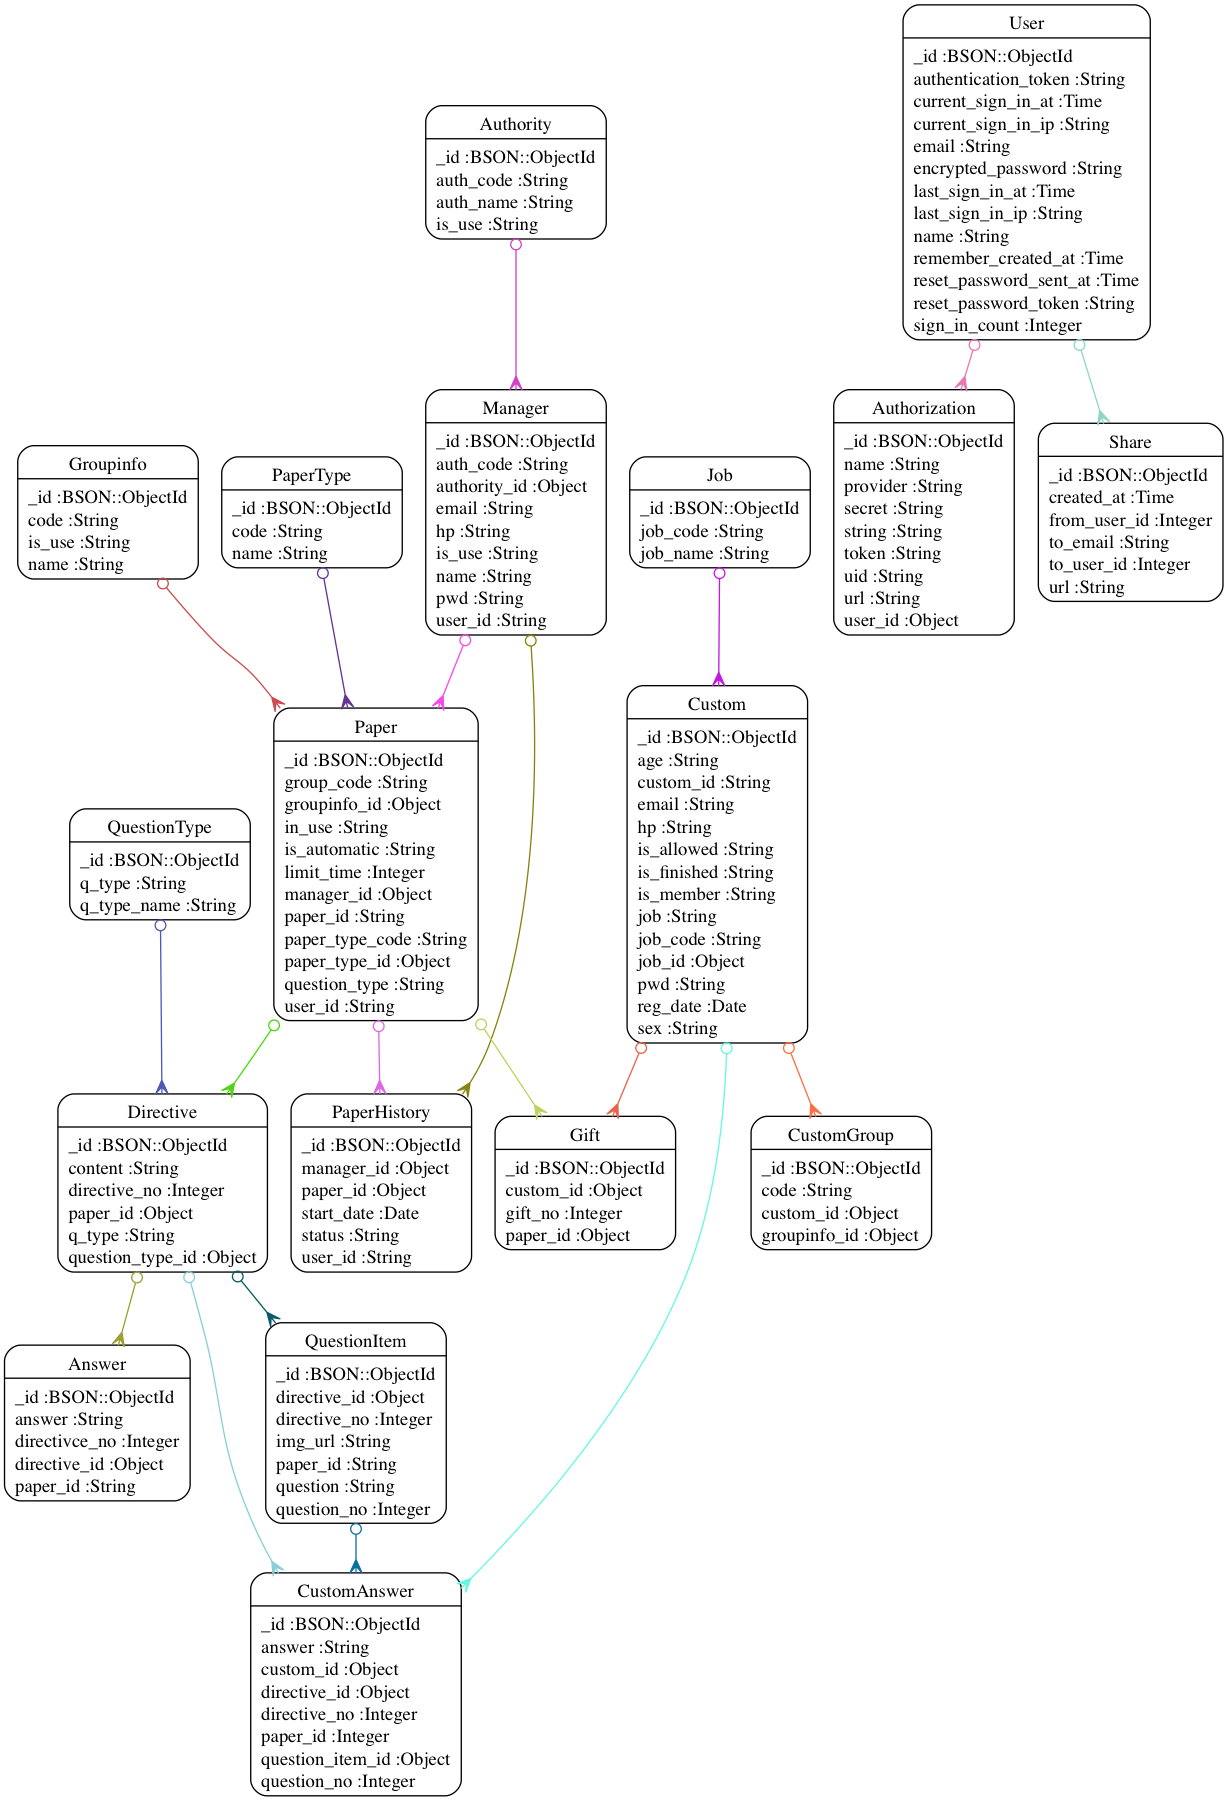 User
_id :BSON::ObjectId
authentication_token :String
current_sign_in_at :Time
current_sign_in_ip :String
email :String
encrypted_password :String
last_sign_in_at :Time
last_sign_in_ip :String
name :String
remember_created_at :Time
reset_password_sent_at :Time
reset_password_token :String
sign_in_count :Integer
Authority
_id :BSON::ObjectId
auth_code :String
auth_name :String
is_use :String
Groupinfo
_id :BSON::ObjectId
code :String
is_use :String
name :String
PaperType
_id :BSON::ObjectId
code :String
name :String
Manager
_id :BSON::ObjectId
auth_code :String
authority_id :Object
email :String
hp :String
is_use :String
name :String
pwd :String
user_id :String
Job
_id :BSON::ObjectId
job_code :String
job_name :String
Authorization
_id :BSON::ObjectId
name :String
provider :String
secret :String
string :String
token :String
uid :String
url :String
user_id :Object
Share
_id :BSON::ObjectId
created_at :Time
from_user_id :Integer
to_email :String
to_user_id :Integer
url :String
QuestionType
_id :BSON::ObjectId
q_type :String
q_type_name :String
Paper
_id :BSON::ObjectId
group_code :String
groupinfo_id :Object
in_use :String
is_automatic :String
limit_time :Integer
manager_id :Object
paper_id :String
paper_type_code :String
paper_type_id :Object
question_type :String
user_id :String
Custom
_id :BSON::ObjectId
age :String
custom_id :String
email :String
hp :String
is_allowed :String
is_finished :String
is_member :String
job :String
job_code :String
job_id :Object
pwd :String
reg_date :Date
sex :String
Directive
_id :BSON::ObjectId
content :String
directive_no :Integer
paper_id :Object
q_type :String
question_type_id :Object
PaperHistory
_id :BSON::ObjectId
manager_id :Object
paper_id :Object
start_date :Date
status :String
user_id :String
Gift
_id :BSON::ObjectId
custom_id :Object
gift_no :Integer
paper_id :Object
CustomGroup
_id :BSON::ObjectId
code :String
custom_id :Object
groupinfo_id :Object
Answer
_id :BSON::ObjectId
answer :String
directivce_no :Integer
directive_id :Object
paper_id :String
QuestionItem
_id :BSON::ObjectId
directive_id :Object
directive_no :Integer
img_url :String
paper_id :String
question :String
question_no :Integer
CustomAnswer
_id :BSON::ObjectId
answer :String
custom_id :Object
directive_id :Object
directive_no :Integer
paper_id :Integer
question_item_id :Object
question_no :Integer